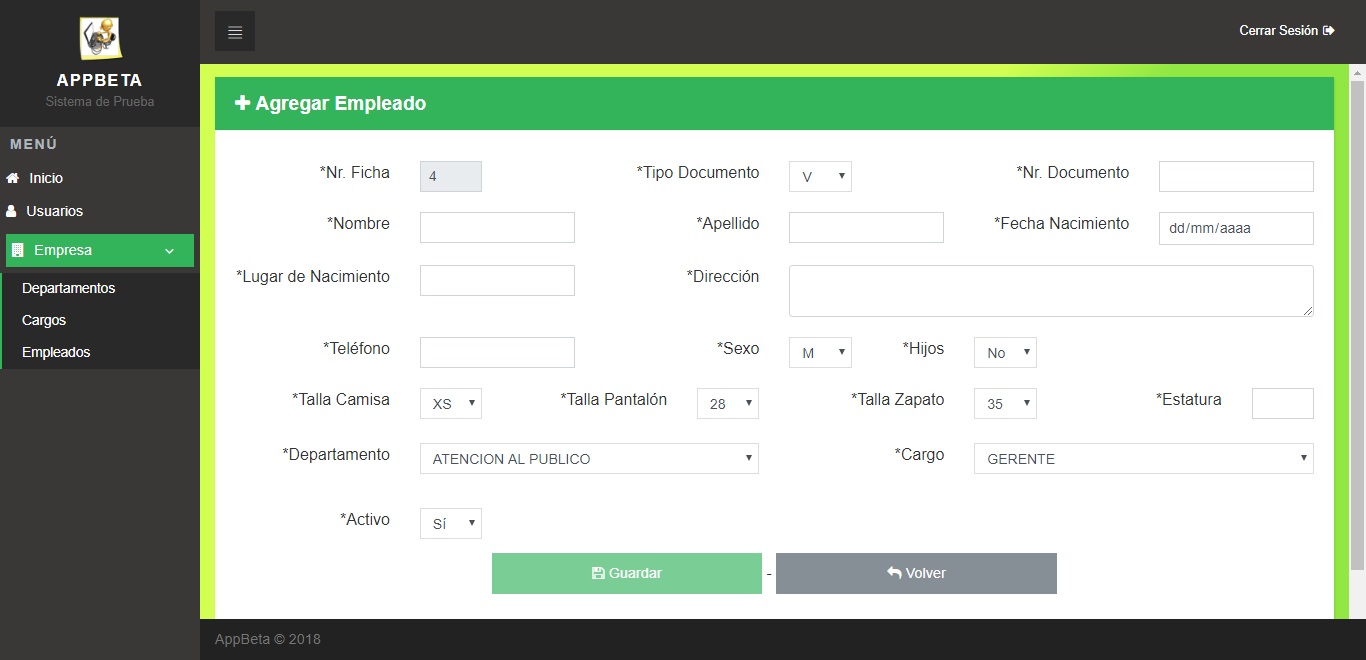 APPBETA
Sistema de Prueba
MENÚ
Inicio
Usuarios
Empresa
Departamentos
Cargos
Empleados
Cerrar Sesión
Agregar Empleado
*Nr. Ficha 4 *Tipo Documento V *Nr. Documento
*Nombre *Apellido *Fecha Nacimiento dd/mm/aaaa
*Lugar de Nacimiento *Dirección
*Teléfono *Sexo M *Hijos No
*Talla Camisa XS *Talla Pantalón 28 *Talla Zapato 35 *Estatura
*Departamento ATENCION AL PUBLICO *Cargo GERENTE
*Activo Sí
Guardar - Volver
AppBeta © 2018